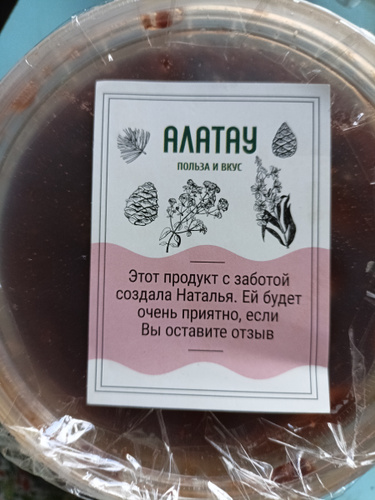 АЛАТАУ
ПОЛЬЗА И ВКУС
Этот продукт с заботой
создала Наталья. Ей будет
очень приятно, если
Вы оставите отзыв